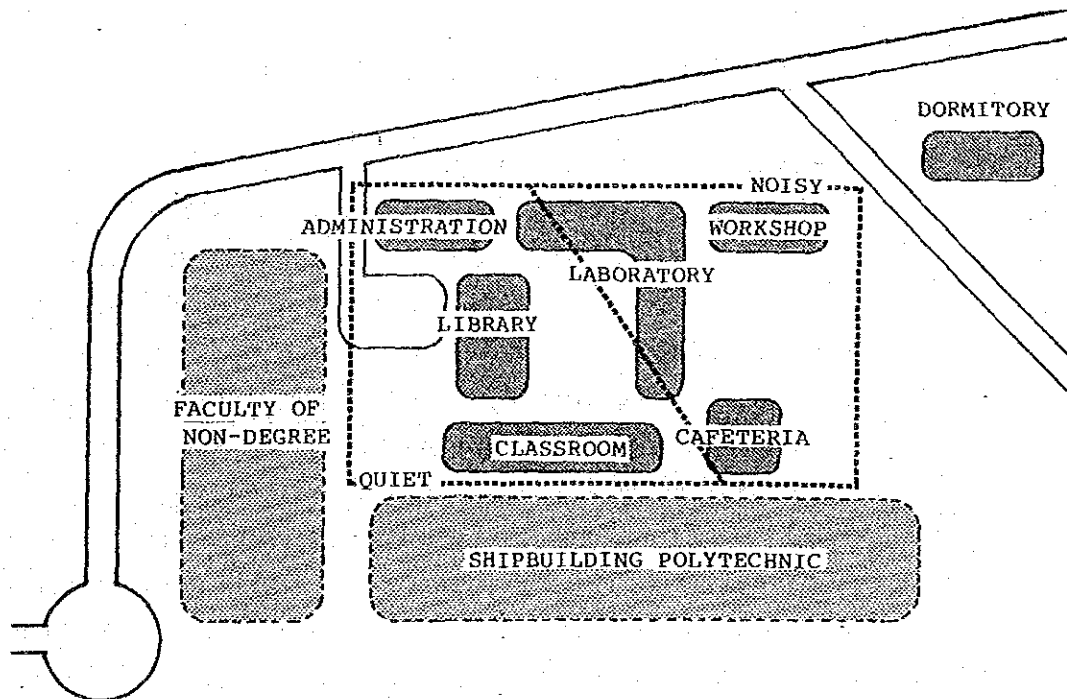 DORMITORY
NOISY
ADMINISTRATION
WORKSHOP
LABORATORY
LIBRARY
FACULTY OF
NON-DEGREE
CLASSROOM
CAFETERIA
QUIET
SHIPBUILDING POLYTECHNIC